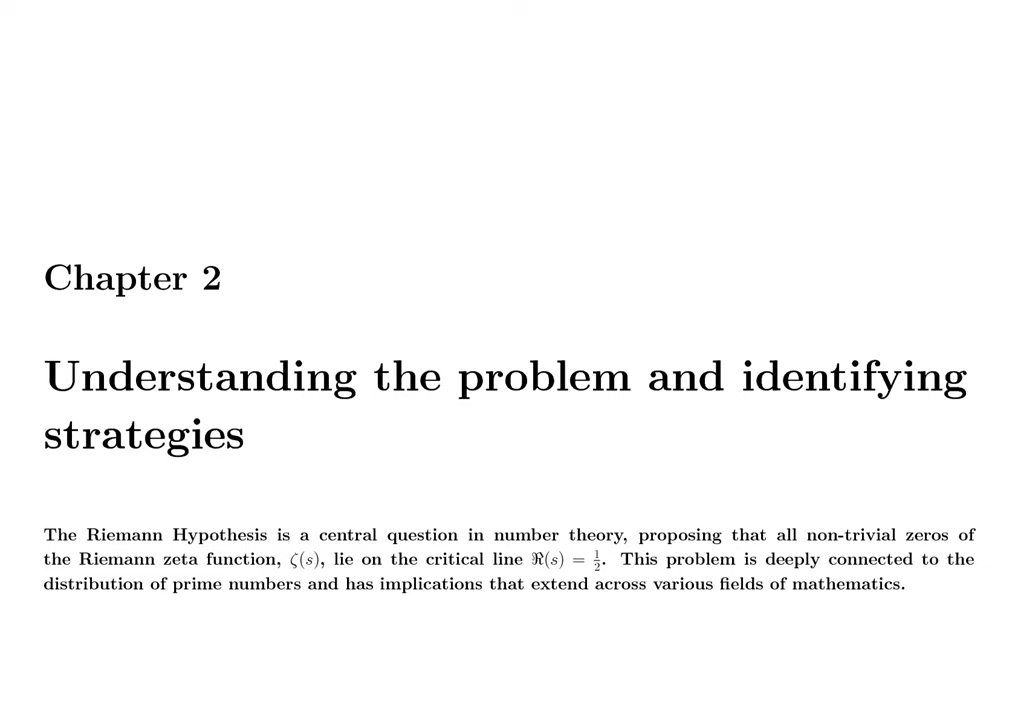 Chapter 2
Understanding the problem and identifying
strategies
The Riemann Hypothesis is a central question in number theory, proposing that all non-trivial zeros of
the Riemann zeta function, ζ(s), lie on the critical line ℜ(s) = 1/2. This problem is deeply connected to the
distribution of prime numbers and has implications that extend across various fields of mathematics.